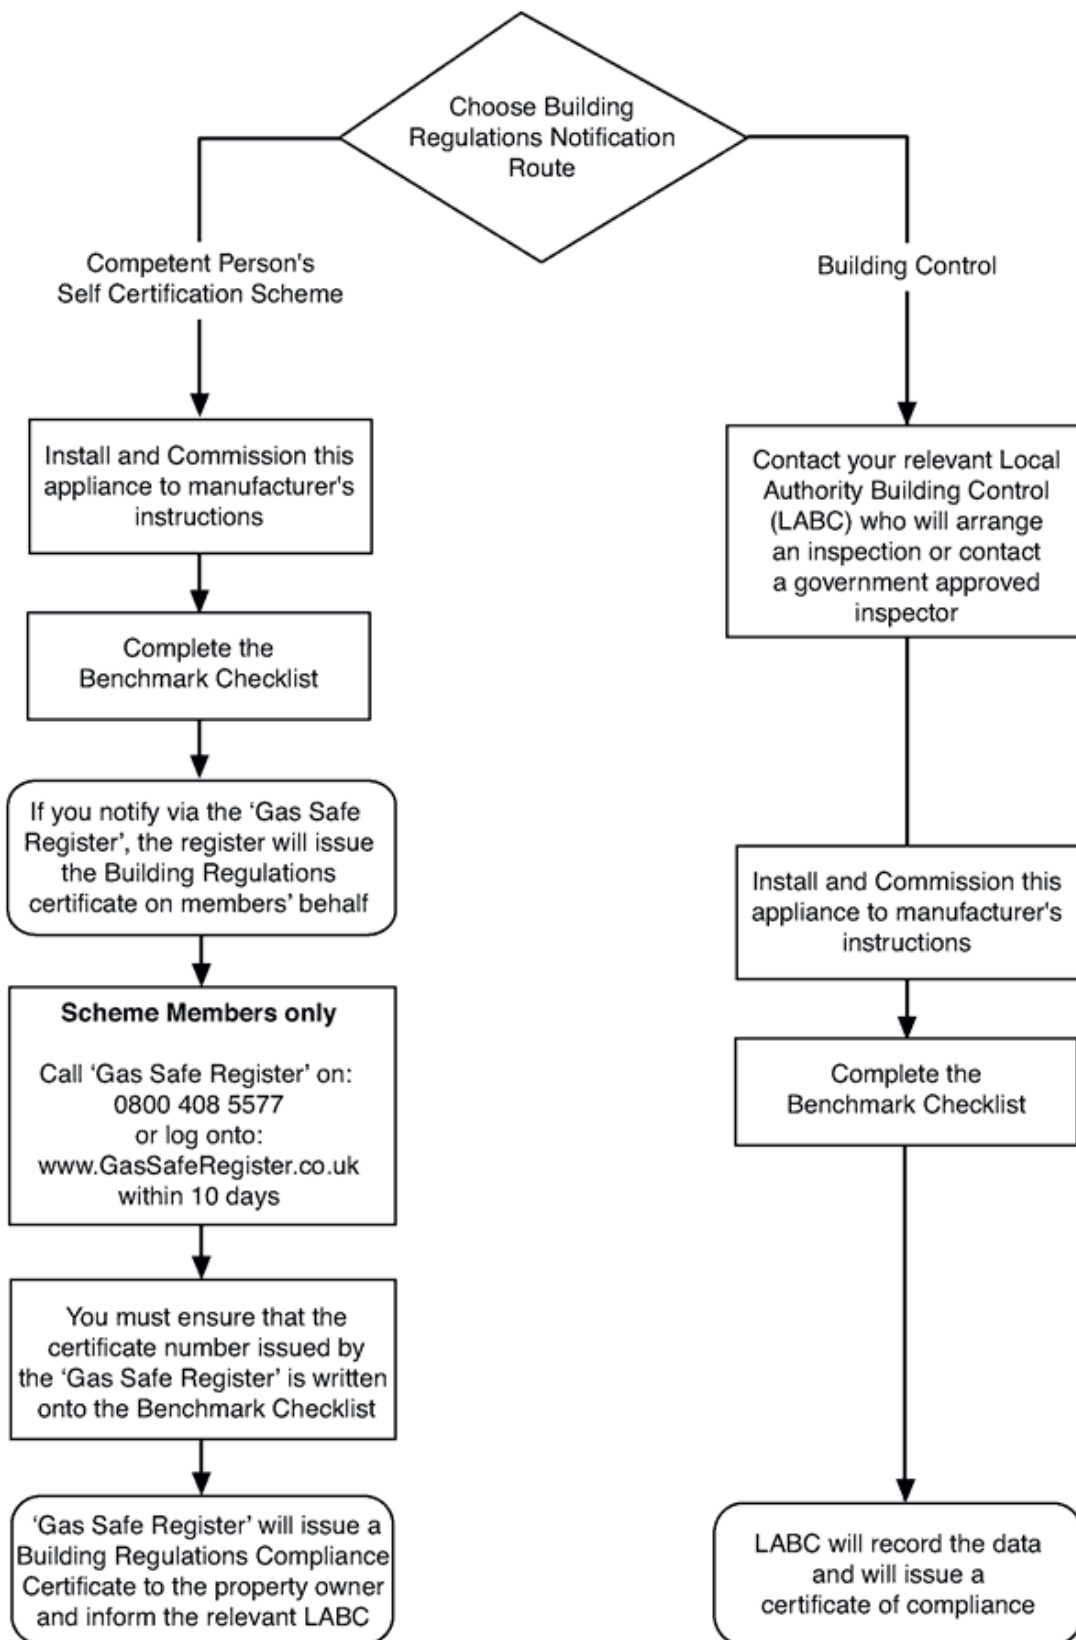 Choose Building
Regulations Notification
Route
Competent Person's
Self Certification Scheme
Building Control
Install and Commission this
appliance to manufacturer's
instructions
Complete the
Benchmark Checklist
If you notify via the ‘Gas Safe
Register’, the register will issue
the Building Regulations
certificate on members’ behalf
Scheme Members only
Call ‘Gas Safe Register’ on:
0800 408 5577
or log onto:
www.GasSafeRegister.co.uk
within 10 days
You must ensure that the
certificate number issued by
the ‘Gas Safe Register’ is written
onto the Benchmark Checklist
‘Gas Safe Register’ will issue a
Building Regulations Compliance
Certificate to the property owner
and inform the relevant LABC
Contact your relevant Local
Authority Building Control
(LABC) who will arrange
an inspection or contact
a government approved
inspector
Install and Commission this
appliance to manufacturer's
instructions
Complete the
Benchmark Checklist
LABC will record the data
and will issue a
certificate of compliance